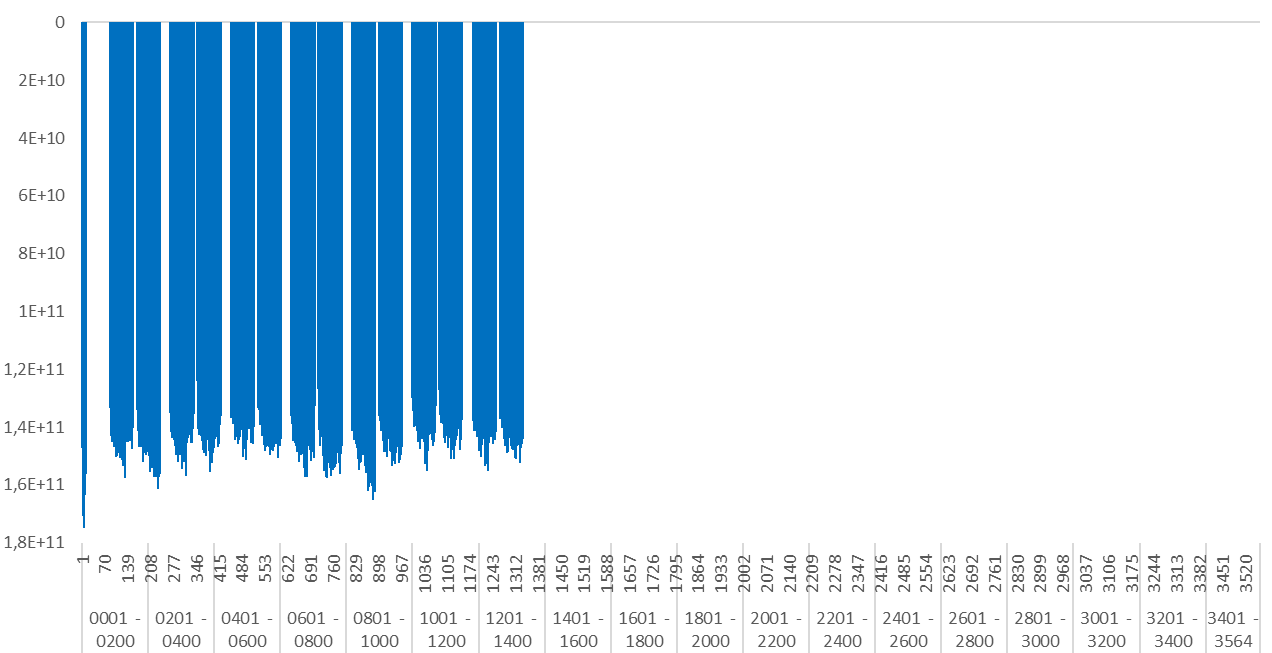 0
2E+10
4E+10
6E+10
8E+10
1E+11
1,2E+11
1,4E+11
1,6E+11
1,8E+11
1 70 139 208 277 346 415 484 553 622 691 760 829 898 967 1036 1105 1174 1243 1312 1381 1450 1519 1588 1657 1726 1795 1864 1933 2002 2071 2140 2209 2278 2347 2416 2485 2554 2623 2692 2761 2830 2899 2968 3037 3106 3175 3244 3313 3382 3451 3520
0001 - 0201 - 0401 - 0601 - 0801 - 1001 - 1201 - 1401 - 1601 - 1801 - 2001 - 2201 - 2401 - 2601 - 2801 - 3001 - 3201 - 3401 -
0200 0400 0600 0800 1000 1200 1400 1600 1800 2000 2200 2400 2600 2800 3000 3200 3400 3564